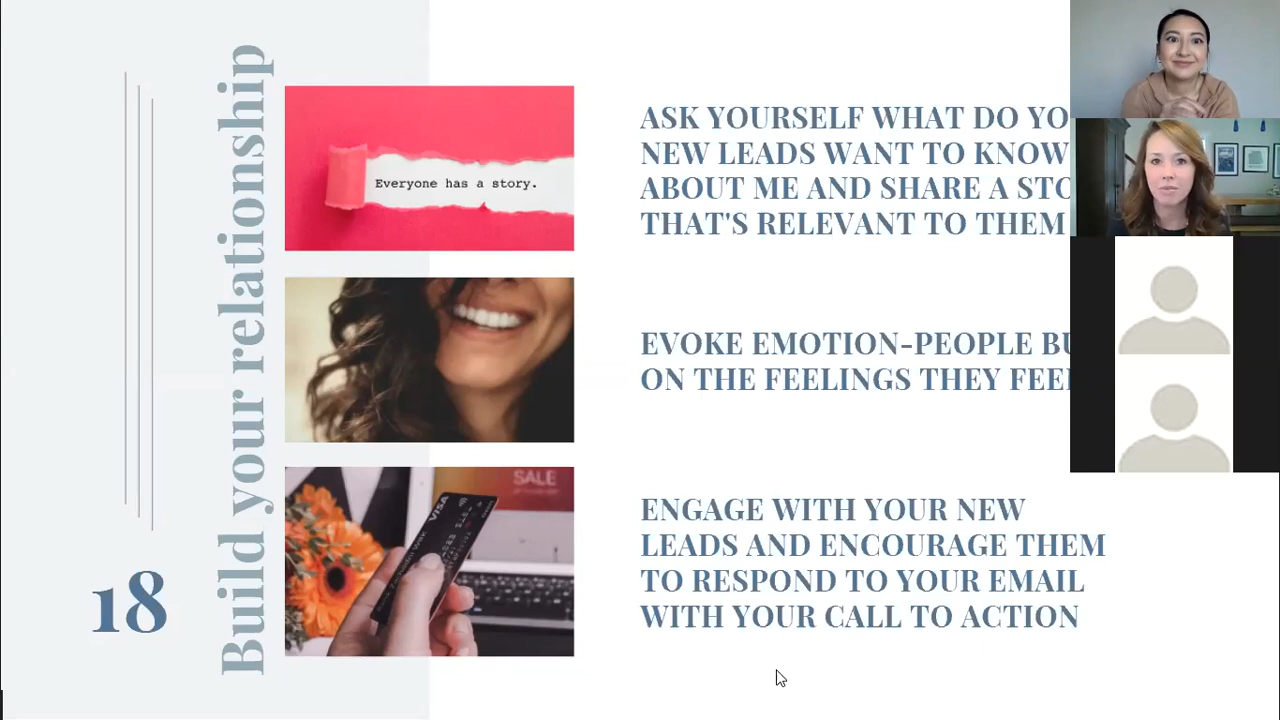 Build your relationship
18
Everyone has a story.
SALE
VISA
ASK YOURSELF WHAT DO YO
NEW LEADS WANT TO KNOW
ABOUT ME AND SHARE A STO
THAT'S RELEVANT TO THEM
EVOKE EMOTION-PEOPLE BU
ON THE FEELINGS THEY FEEL
ENGAGE WITH YOUR NEW
LEADS AND ENCOURAGE THEM
TO RESPOND TO YOUR EMAIL
WITH YOUR CALL TO ACTION